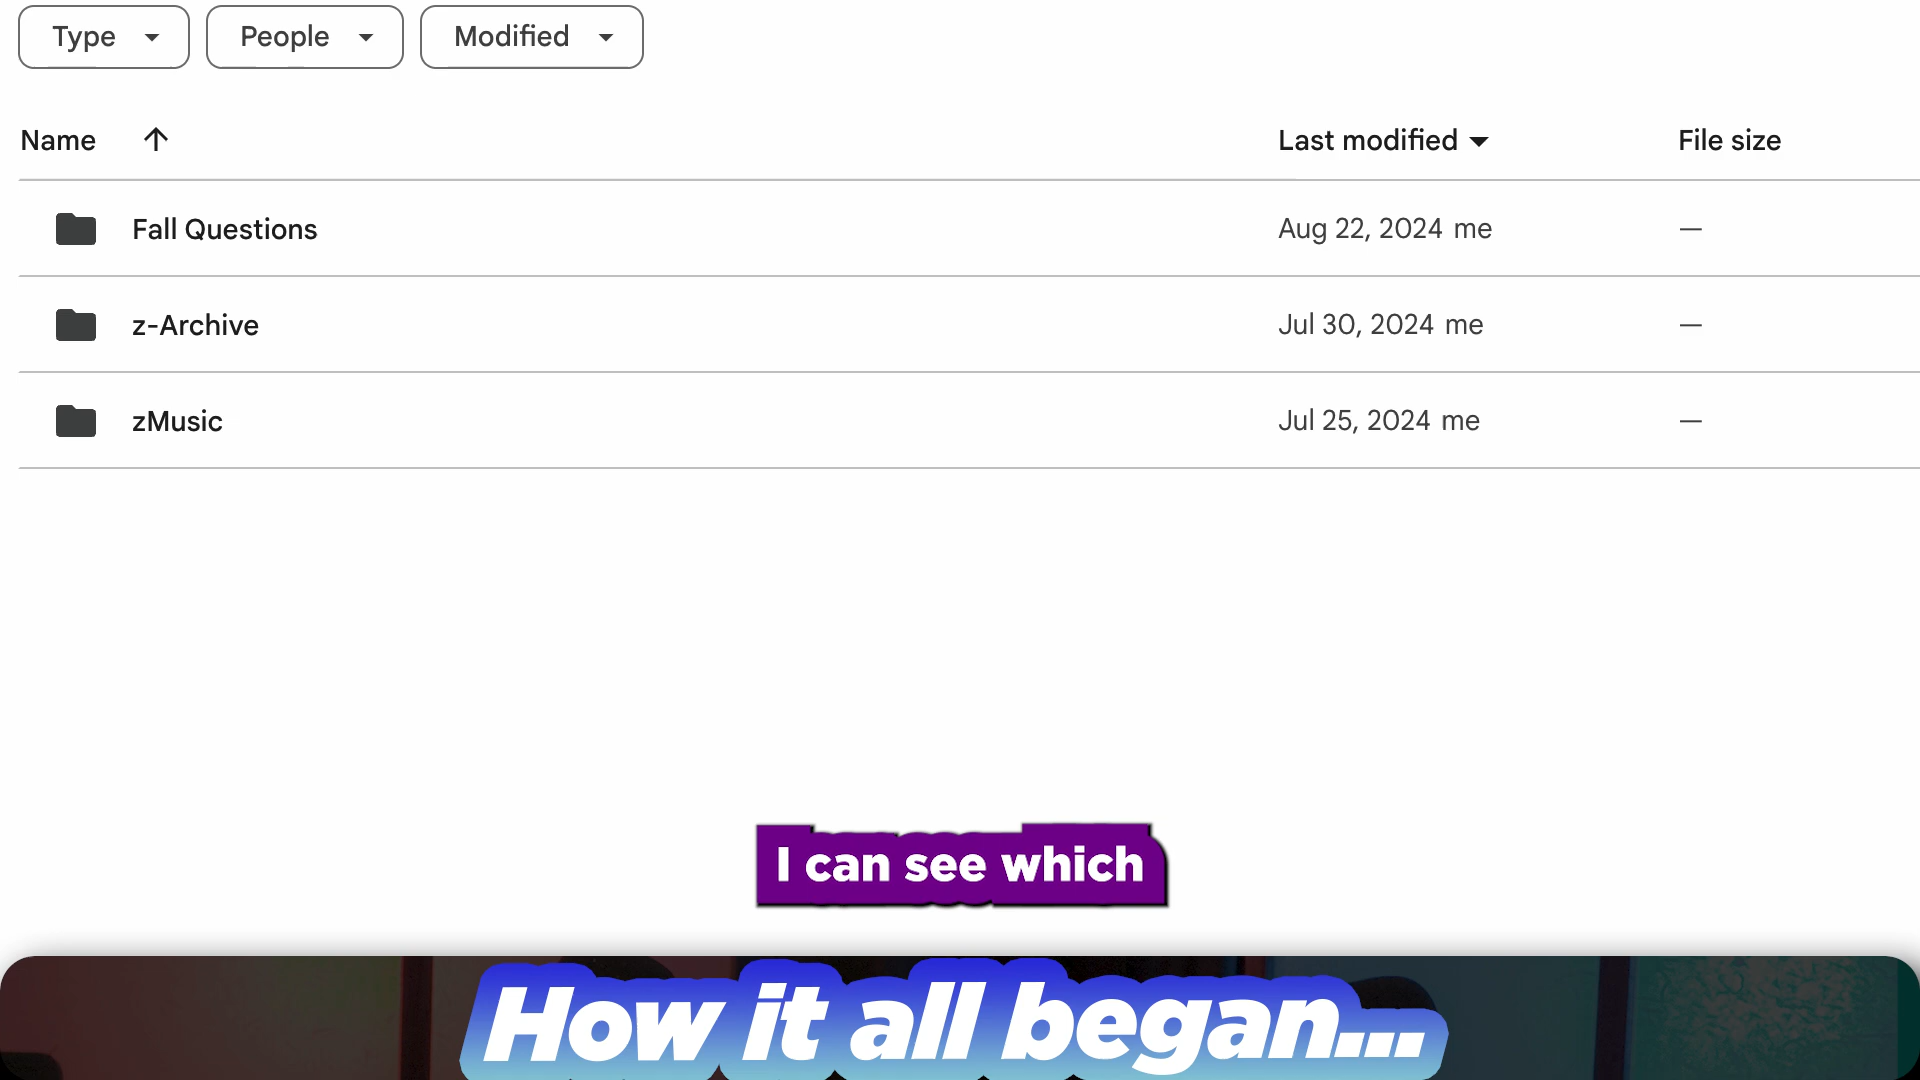 Type People Modified
Name Last modified File size
Fall Questions Aug 22, 2024 me —
z-Archive Jul 30, 2024 me —
zMusic Jul 25, 2024 me —
I can see which
How it all began...